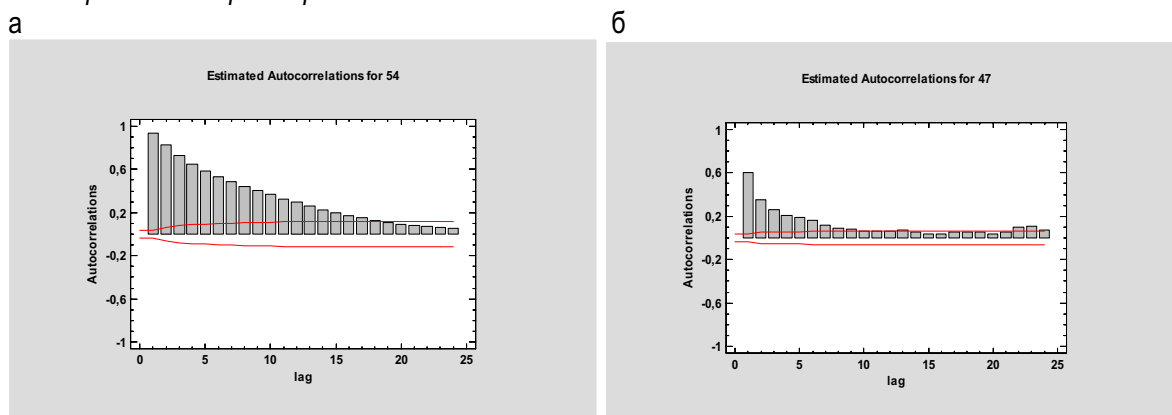 а
б
Estimated Autocorrelations for 54
Autocorrelations
1
0,6
0,2
-0,2
-0,6
-1
0 5 10 15 20 25
lag
Estimated Autocorrelations for 47
Autocorrelations
1
0,6
0,2
-0,2
-0,6
-1
0 5 10 15 20 25
lag